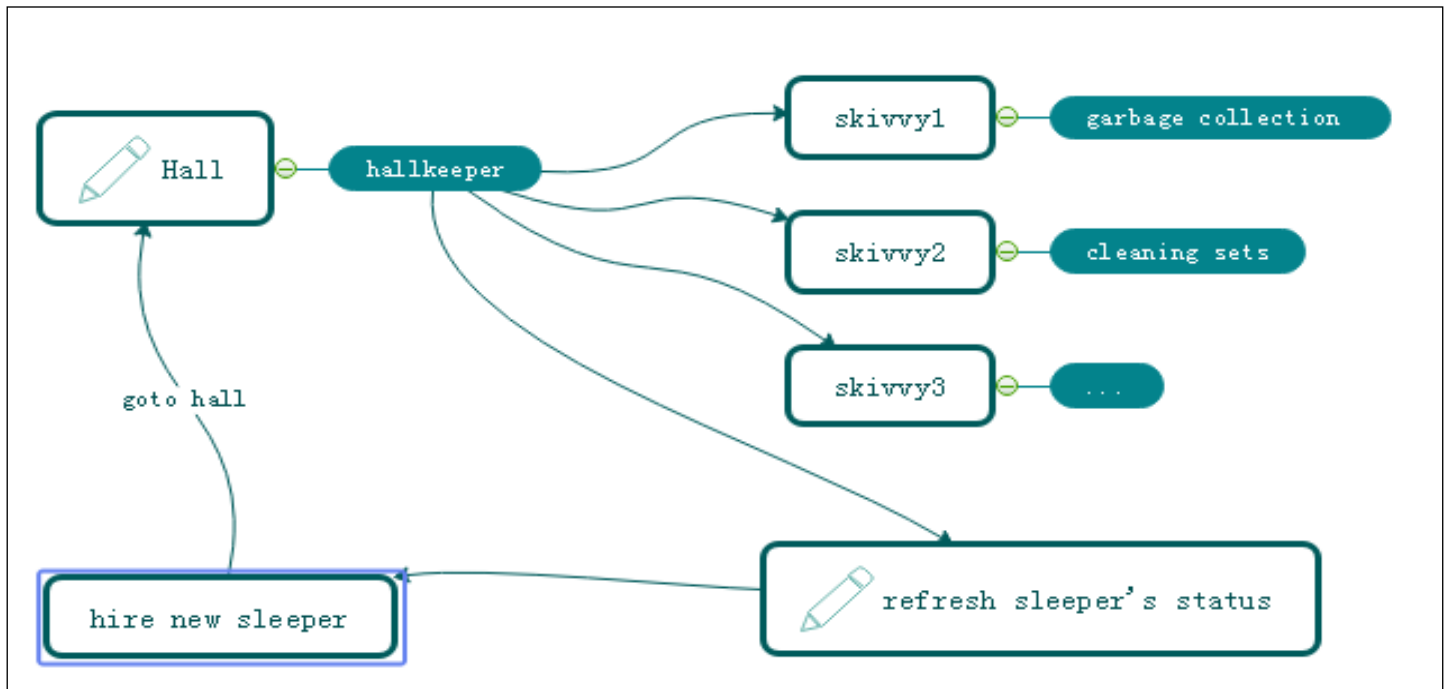 Hall
hallkeeper
skivvy1
garbage collection
skivvy2
cleaning sets
skivvy3
...
goto hall
hire new sleeper
refresh sleeper's status